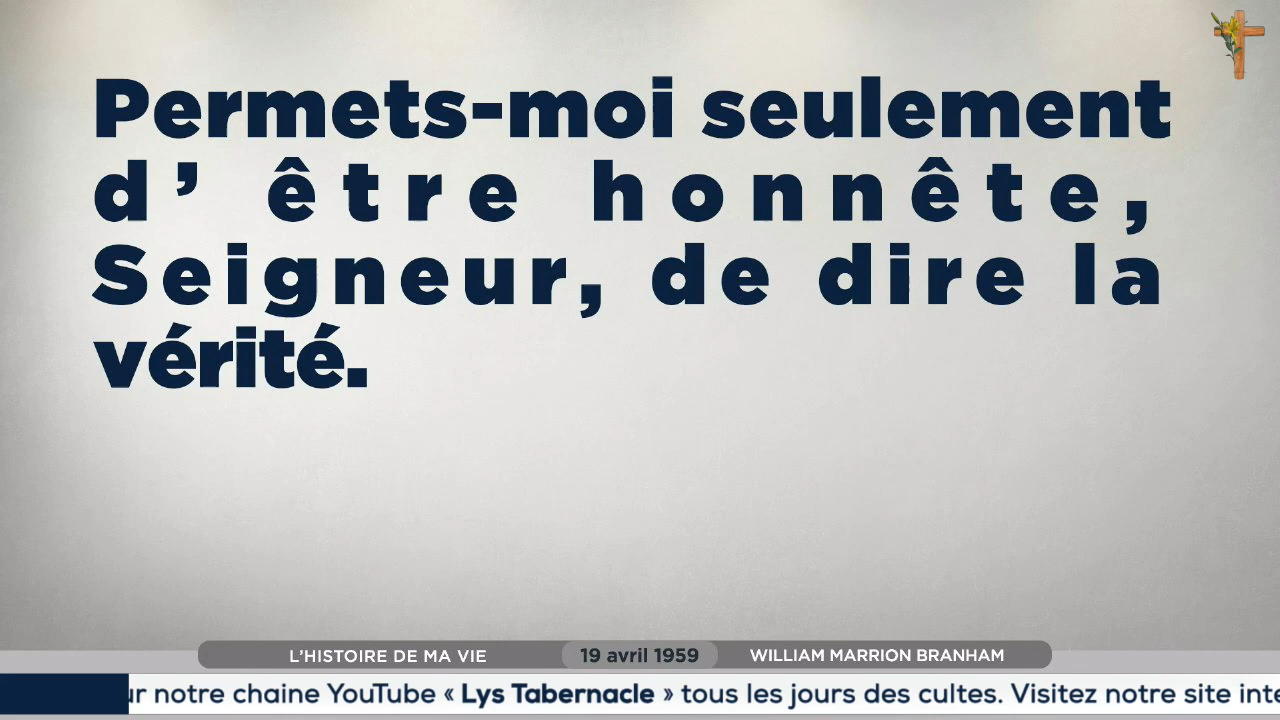 Permets-moi seulement
d’ être honnête,
Seigneur, de dire la
vérité.
L’HISTOIRE DE MA VIE 19 avril 1959 WILLIAM MARRION BRANHAM
notre chaine YouTube « Lys Tabernacle » tous les jours des cultes. Visitez notre site